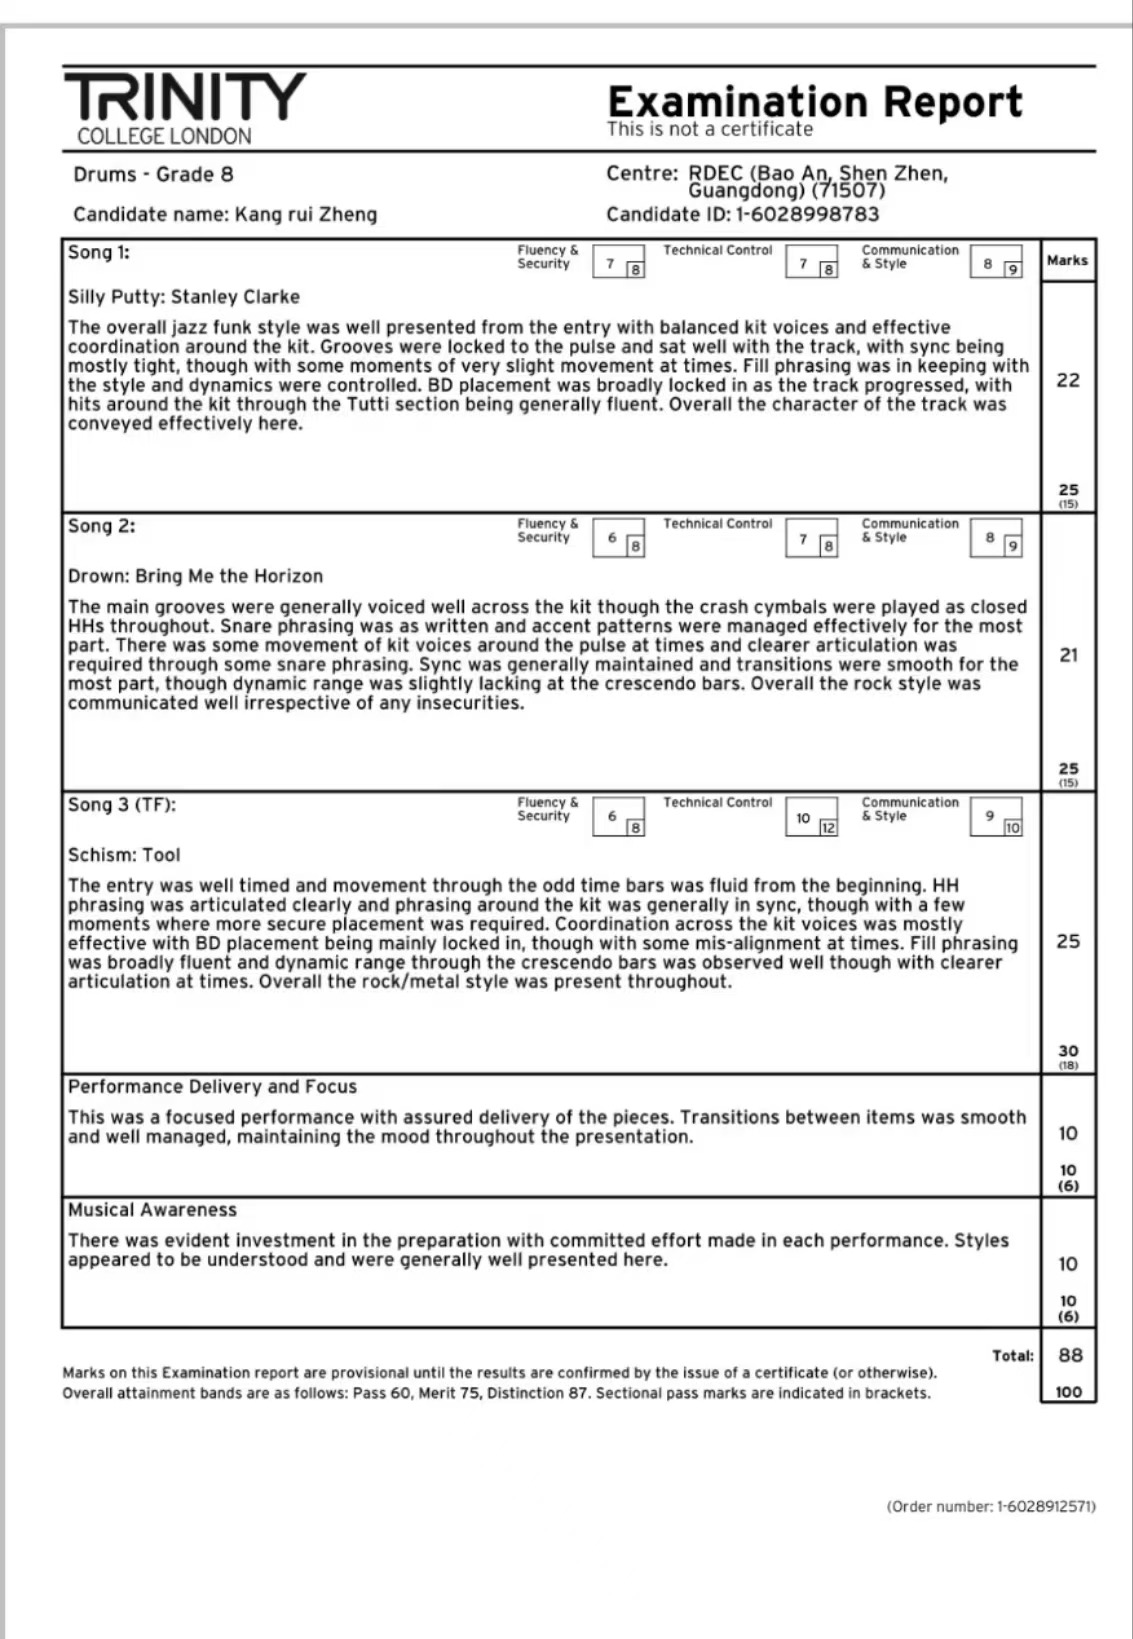 TRINITY
COLLEGE LONDON
Examination Report
This is not a certificate
Drums - Grade 8
Centre: RDEC (Bao An, Shen Zhen,
Guangdong) (71507)
Candidate name: Kang rui Zheng
Candidate ID: 1-6028998783
Song 1:
Fluency &
Security
7 8
Technical Control
7 8
Communication
& Style
8 9
Marks
Silly Putty: Stanley Clarke
The overall jazz funk style was well presented from the entry with balanced kit voices and effective
coordination around the kit. Grooves were locked to the pulse and sat well with the track, with sync being
mostly tight, though with some moments of very slight movement at times. Fill phrasing was in keeping with
the style and dynamics were controlled. BD placement was broadly locked in as the track progressed, with
hits around the kit through the Tutti section being generally fluent. Overall the character of the track was
conveyed effectively here.
22
25
(15)
Song 2:
Fluency &
Security
6 8
Technical Control
7 8
Communication
& Style
8 9
Drown: Bring Me the Horizon
The main grooves were generally voiced well across the kit though the crash cymbals were played as closed
HHs throughout. Snare phrasing was as written and accent patterns were managed effectively for the most
part. There was some movement of kit voices around the pulse at times and clearer articulation was
required through some snare phrasing. Sync was generally maintained and transitions were smooth for the
most part, though dynamic range was slightly lacking at the crescendo bars. Overall the rock style was
communicated well irrespective of any insecurities.
21
25
(15)
Song 3 (TF):
Fluency &
Security
6 8
Technical Control
10 12
Communication
& Style
9 10
Schism: Tool
The entry was well timed and movement through the odd time bars was fluid from the beginning. HH
phrasing was articulated clearly and phrasing around the kit was generally in sync, though with a few
moments where more secure placement was required. Coordination across the kit voices was mostly
effective with BD placement being mainly locked in, though with some mis-alignment at times. Fill phrasing
was broadly fluent and dynamic range through the crescendo bars was observed well though with clearer
articulation at times. Overall the rock/metal style was present throughout.
25
30
(18)
Performance Delivery and Focus
This was a focused performance with assured delivery of the pieces. Transitions between items was smooth
and well managed, maintaining the mood throughout the presentation.
10
10
(6)
Musical Awareness
There was evident investment in the preparation with committed effort made in each performance. Styles
appeared to be understood and were generally well presented here.
10
10
(6)
Total: 88
Marks on this Examination report are provisional until the results are confirmed by the issue of a certificate (or otherwise).
Overall attainment bands are as follows: Pass 60, Merit 75, Distinction 87. Sectional pass marks are indicated in brackets.
100
(Order number: 1-6028912571)